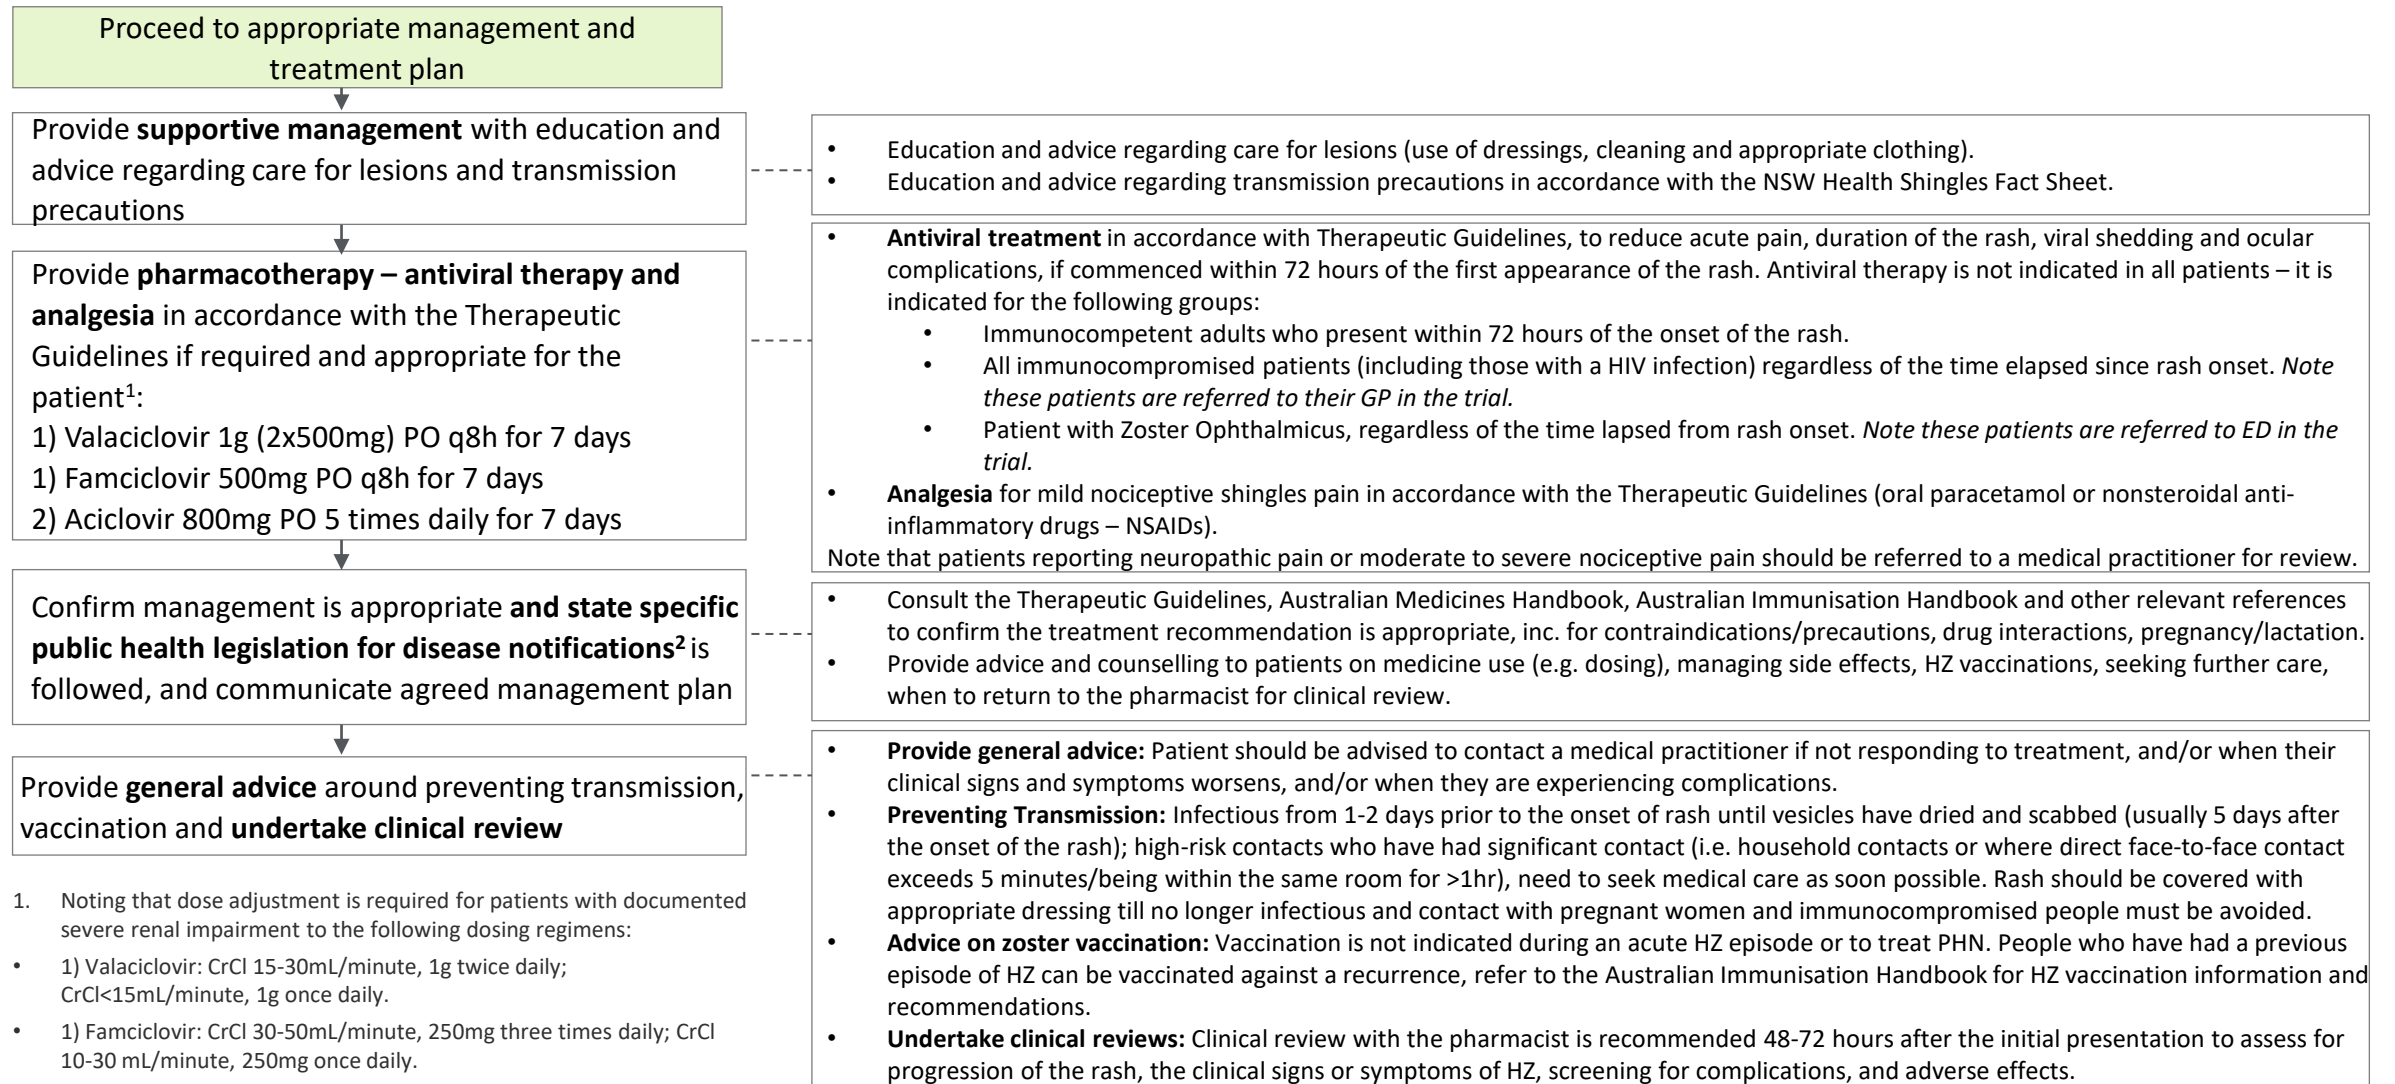 Proceed to appropriate management and
treatment plan
Provide supportive management with education and
advice regarding care for lesions and transmission
precautions
• Education and advice regarding care for lesions (use of dressings, cleaning and appropriate clothing).
• Education and advice regarding transmission precautions in accordance with the NSW Health Shingles Fact Sheet.
Provide pharmacotherapy – antiviral therapy and
analgesia in accordance with the Therapeutic
Guidelines if required and appropriate for the
patient1:
1) Valaciclovir 1g (2x500mg) PO q8h for 7 days
1) Famciclovir 500mg PO q8h for 7 days
2) Aciclovir 800mg PO 5 times daily for 7 days
• Antiviral treatment in accordance with Therapeutic Guidelines, to reduce acute pain, duration of the rash, viral shedding and ocular
complications, if commenced within 72 hours of the first appearance of the rash. Antiviral therapy is not indicated in all patients – it is
indicated for the following groups:
• Immunocompetent adults who present within 72 hours of the onset of the rash.
• All immunocompromised patients (including those with a HIV infection) regardless of the time elapsed since rash onset. Note
these patients are referred to their GP in the trial.
• Patient with Zoster Ophthalmicus, regardless of the time lapsed from rash onset. Note these patients are referred to ED in the
trial.
• Analgesia for mild nociceptive shingles pain in accordance with the Therapeutic Guidelines (oral paracetamol or nonsteroidal anti-
inflammatory drugs – NSAIDs).
Note that patients reporting neuropathic pain or moderate to severe nociceptive pain should be referred to a medical practitioner for review.
Confirm management is appropriate and state specific
public health legislation for disease notifications2 is
followed, and communicate agreed management plan
• Consult the Therapeutic Guidelines, Australian Medicines Handbook, Australian Immunisation Handbook and other relevant references
to confirm the treatment recommendation is appropriate, inc. for contraindications/precautions, drug interactions, pregnancy/lactation.
• Provide advice and counselling to patients on medicine use (e.g. dosing), managing side effects, HZ vaccinations, seeking further care,
when to return to the pharmacist for clinical review.
Provide general advice around preventing transmission,
vaccination and undertake clinical review
• Provide general advice: Patient should be advised to contact a medical practitioner if not responding to treatment, and/or when their
clinical signs and symptoms worsens, and/or when they are experiencing complications.
• Preventing Transmission: Infectious from 1-2 days prior to the onset of rash until vesicles have dried and scabbed (usually 5 days after
the onset of the rash); high-risk contacts who have had significant contact (i.e. household contacts or where direct face-to-face contact
exceeds 5 minutes/being within the same room for >1hr), need to seek medical care as soon possible. Rash should be covered with
appropriate dressing till no longer infectious and contact with pregnant women and immunocompromised people must be avoided.
• Advice on zoster vaccination: Vaccination is not indicated during an acute HZ episode or to treat PHN. People who have had a previous
episode of HZ can be vaccinated against a recurrence, refer to the Australian Immunisation Handbook for HZ vaccination information and
recommendations.
• Undertake clinical reviews: Clinical review with the pharmacist is recommended 48-72 hours after the initial presentation to assess for
progression of the rash, the clinical signs or symptoms of HZ, screening for complications, and adverse effects.
1. Noting that dose adjustment is required for patients with documented
severe renal impairment to the following dosing regimens:
• 1) Valaciclovir: CrCl 15-30mL/minute, 1g twice daily;
CrCl<15mL/minute, 1g once daily.
• 1) Famciclovir: CrCl 30-50mL/minute, 250mg three times daily; CrCl
10-30 mL/minute, 250mg once daily.